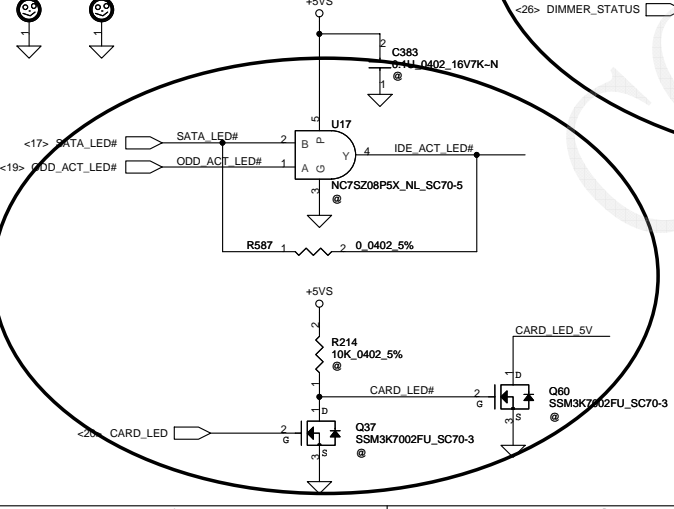 +5VS
<26> DIMMER_STATUS
1
1
2
C383
0.1U_0402_16V7K~N
@
1
5
U17
<17> SATA_LED#
SATA_LED#
2
B
P
Y
4
IDE_ACT_LED#
<19> ODD_ACT_LED#
ODD_ACT_LED#
1
A
G
3
NC7SZ08P5X_NL_SC70-5
@
R587
1
2
0_0402_5%
+5VS
2
R214
10K_0402_5%
@
1
CARD_LED_5V
CARD_LED#
1
D
2
G
Q60
SSM3K7002FU_SC70-3
@
S
3
1
D
CARD_LED
2
G
Q37
SSM3K7002FU_SC70-3
@
S
3